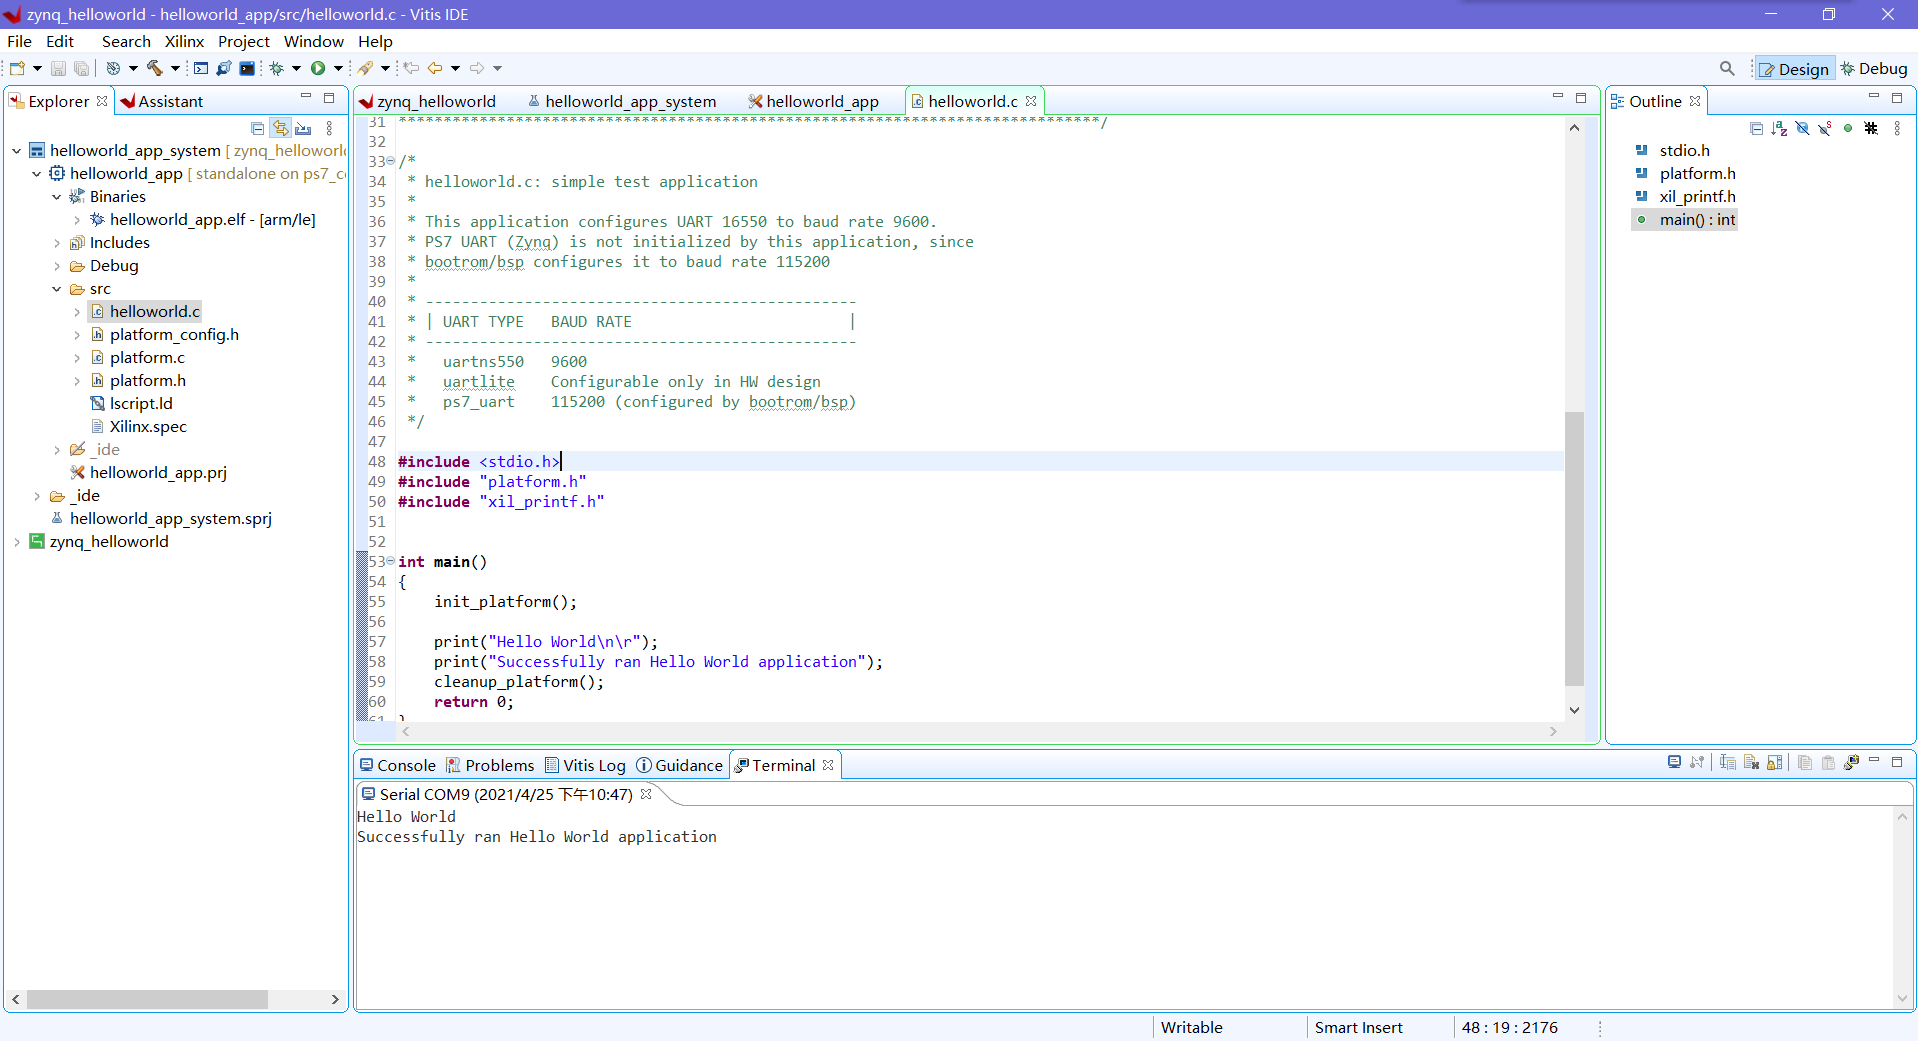 zynq_helloworld - helloworld_app/src/helloworld.c - Vitis IDE
File Edit Search Xilinx Project Window Help
Design Debug
Explorer Assistant
helloworld_app_system [ zynq_helloworl
helloworld_app [ standalone on ps7_c
Binaries
helloworld_app.elf - [arm/le]
Includes
Debug
src
helloworld.c
platform_config.h
platform.c
platform.h
lscript.ld
Xilinx.spec
_ide
helloworld_app.prj
_ide
helloworld_app_system.sprj
zynq_helloworld
zynq_helloworld helloworld_app_system helloworld_app helloworld.c
31 ******************************************************************************/
32
33 /*
34  * helloworld.c: simple test application
35  *
36  * This application configures UART 16550 to baud rate 9600.
37  * PS7 UART (Zynq) is not initialized by this application, since
38  * bootrom/bsp configures it to baud rate 115200
39  *
40  * ------------------------------------------------
41  * | UART TYPE   BAUD RATE                        |
42  * ------------------------------------------------
43  *   uartns550   9600
44  *   uartlite    Configurable only in HW design
45  *   ps7_uart    115200 (configured by bootrom/bsp)
46  */
47
48 #include <stdio.h>
49 #include "platform.h"
50 #include "xil_printf.h"
51
52
53 int main()
54 {
55     init_platform();
56
57     print("Hello World\n\r");
58     print("Successfully ran Hello World application");
59     cleanup_platform();
60     return 0;
61 }
Outline
stdio.h
platform.h
xil_printf.h
main() : int
Console Problems Vitis Log Guidance Terminal
Serial COM9 (2021/4/25 下午10:47)
Hello World
Successfully ran Hello World application
Writable Smart Insert 48 : 19 : 2176